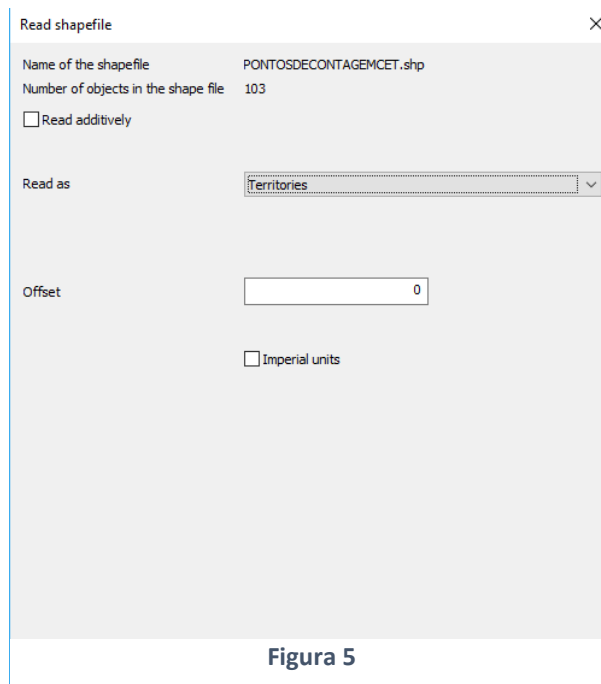 Read shapefile
Name of the shapefile PONTOSDECONTAGEMCET.shp
Number of objects in the shape file 103
Read additively
Read as Territories
Offset 0
Imperial units
Figura 5